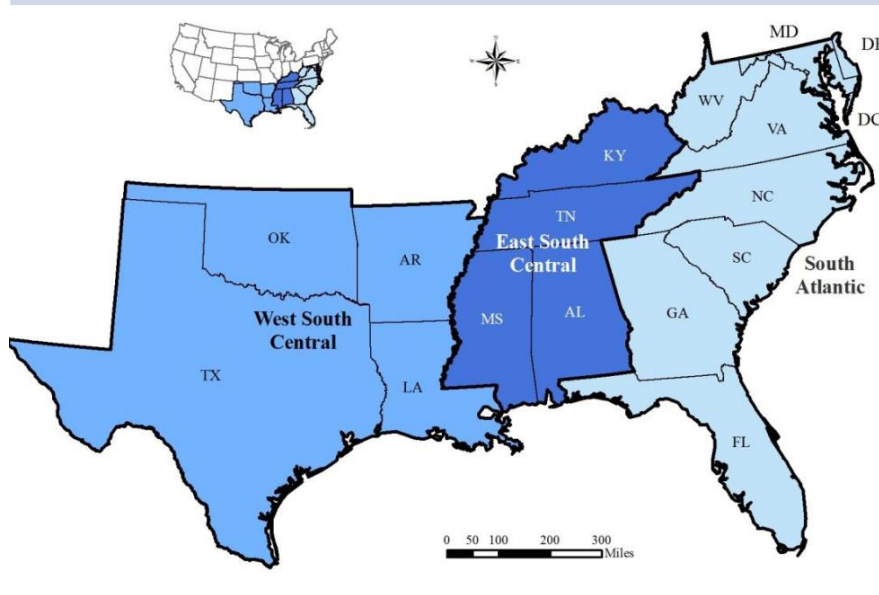 MD
DE
WV
DC
VA
KY
NC
TN
OK
East South
Central
AR
SC
South
Atlantic
West South
Central
MS
AL
GA
TX
LA
FL
0 50 100 200 300
Miles